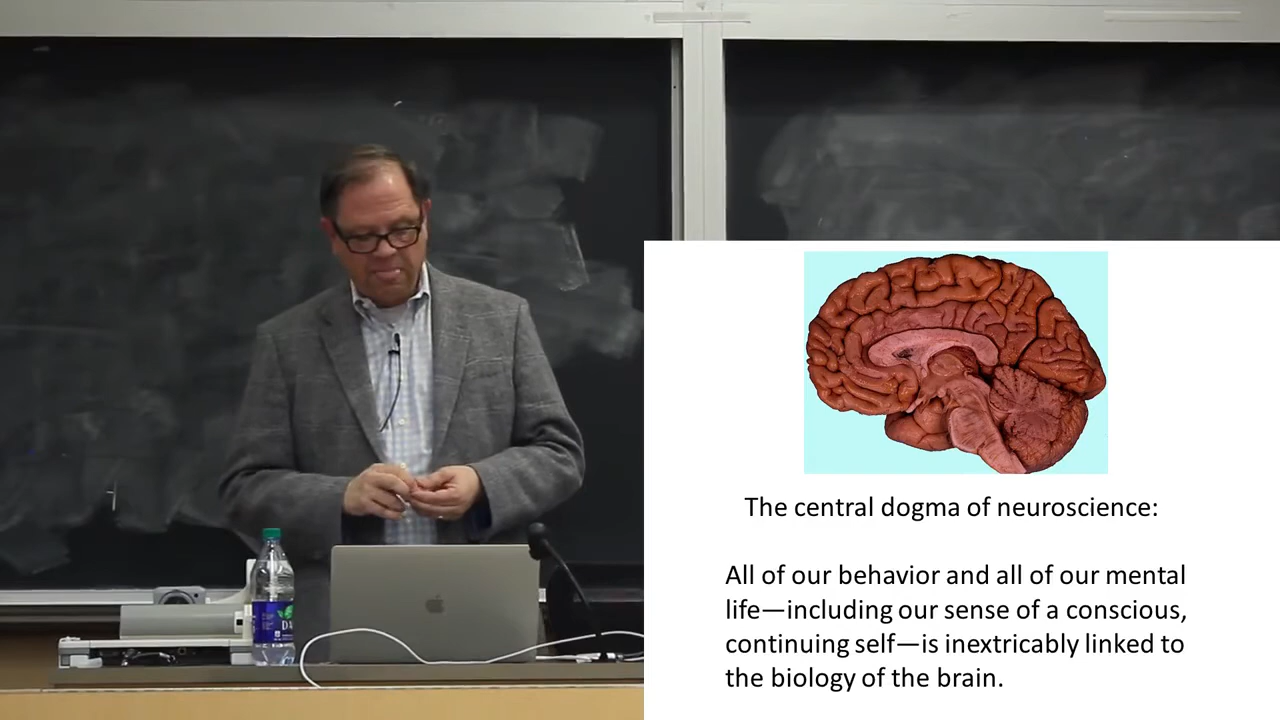 The central dogma of neuroscience:
All of our behavior and all of our mental
life—including our sense of a conscious,
continuing self—is inextricably linked to
the biology of the brain.